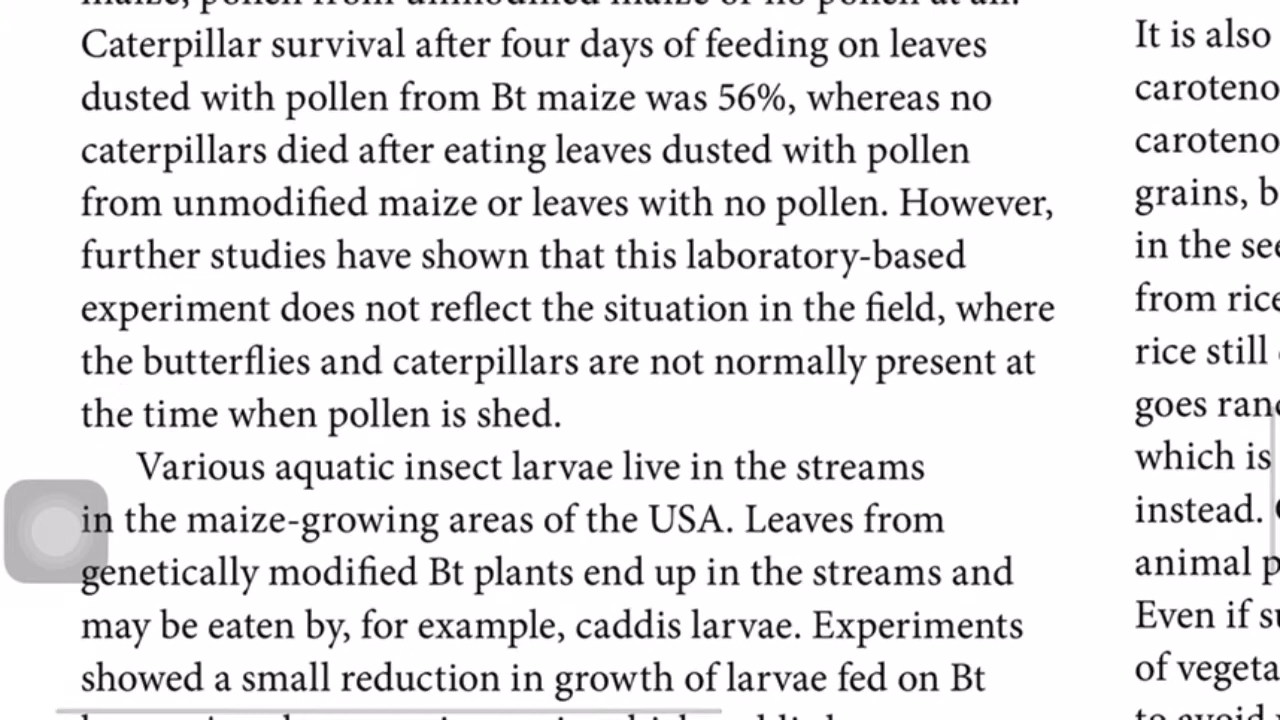 Caterpillar survival after four days of feeding on leaves
dusted with pollen from Bt maize was 56%, whereas no
caterpillars died after eating leaves dusted with pollen
from unmodified maize or leaves with no pollen. However,
further studies have shown that this laboratory-based
experiment does not reflect the situation in the field, where
the butterflies and caterpillars are not normally present at
the time when pollen is shed.
Various aquatic insect larvae live in the streams
in the maize-growing areas of the USA. Leaves from
genetically modified Bt plants end up in the streams and
may be eaten by, for example, caddis larvae. Experiments
showed a small reduction in growth of larvae fed on Bt
It is also
caroteno
caroteno
grains, b
in the see
from rice
rice still
goes ranc
which is
instead.
animal p
Even if su
of vegeta
to avoid